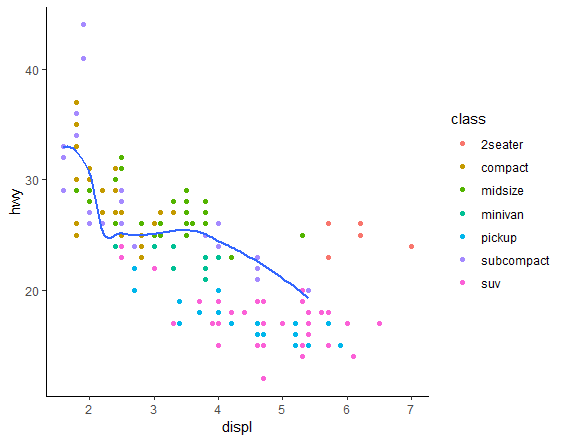 40
30
20
hwy
2 3 4 5 6 7
displ
class
2seater
compact
midsize
minivan
pickup
subcompact
suv